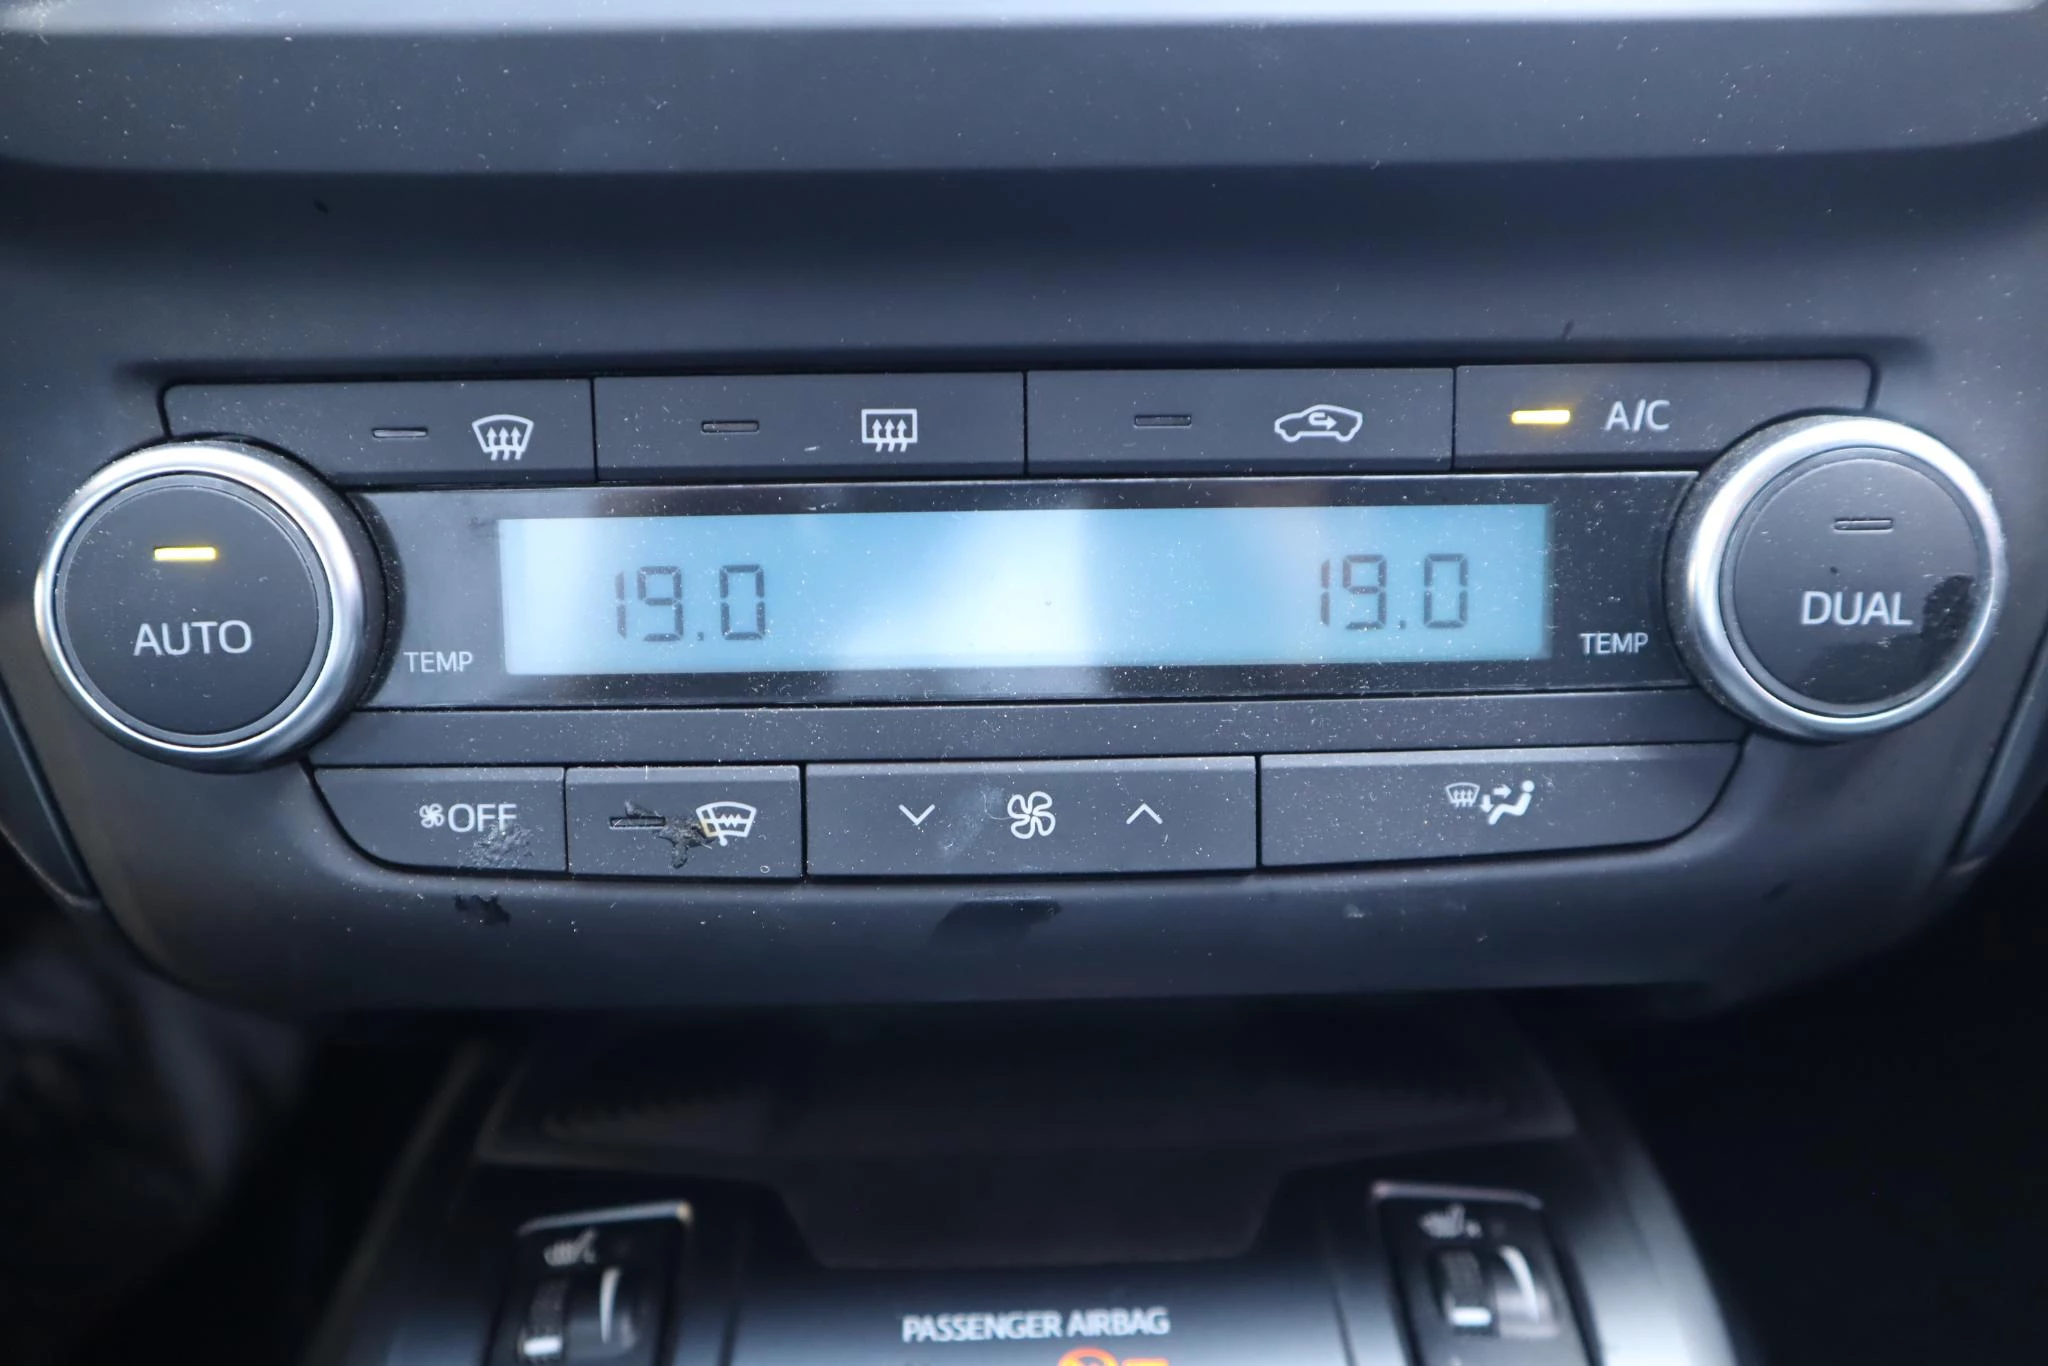 A/C
AUTO
TEMP
19.0
19.0
TEMP
DUAL
OFF
PASSENGER AIRBAG